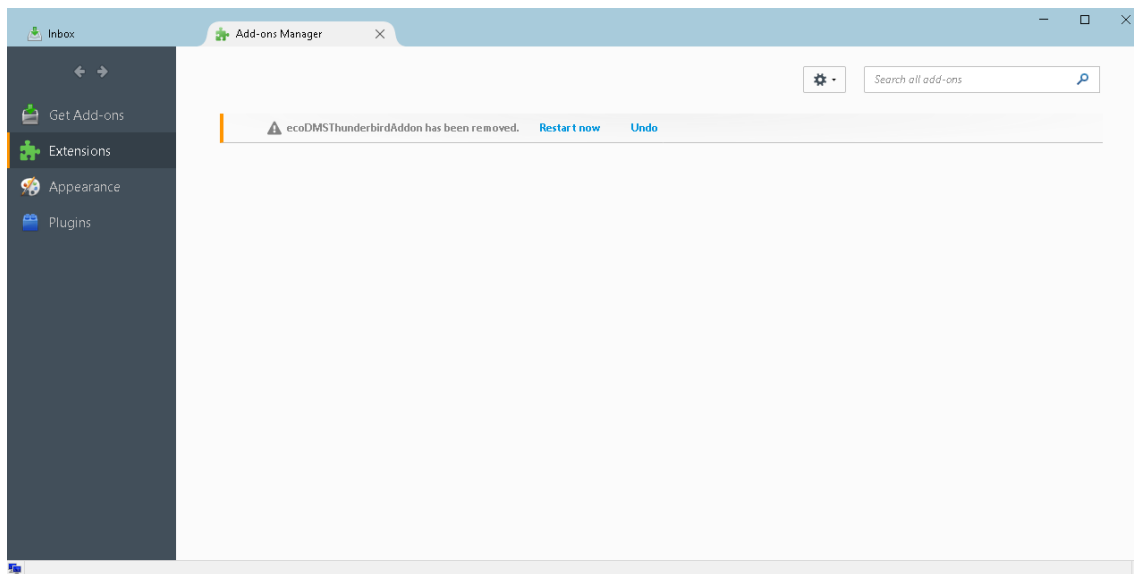 Inbox
Add-ons Manager
Search all add-ons
Get Add-ons
ecoDMSThunderbirdAddon has been removed. Restart now Undo
Extensions
Appearance
Plugins